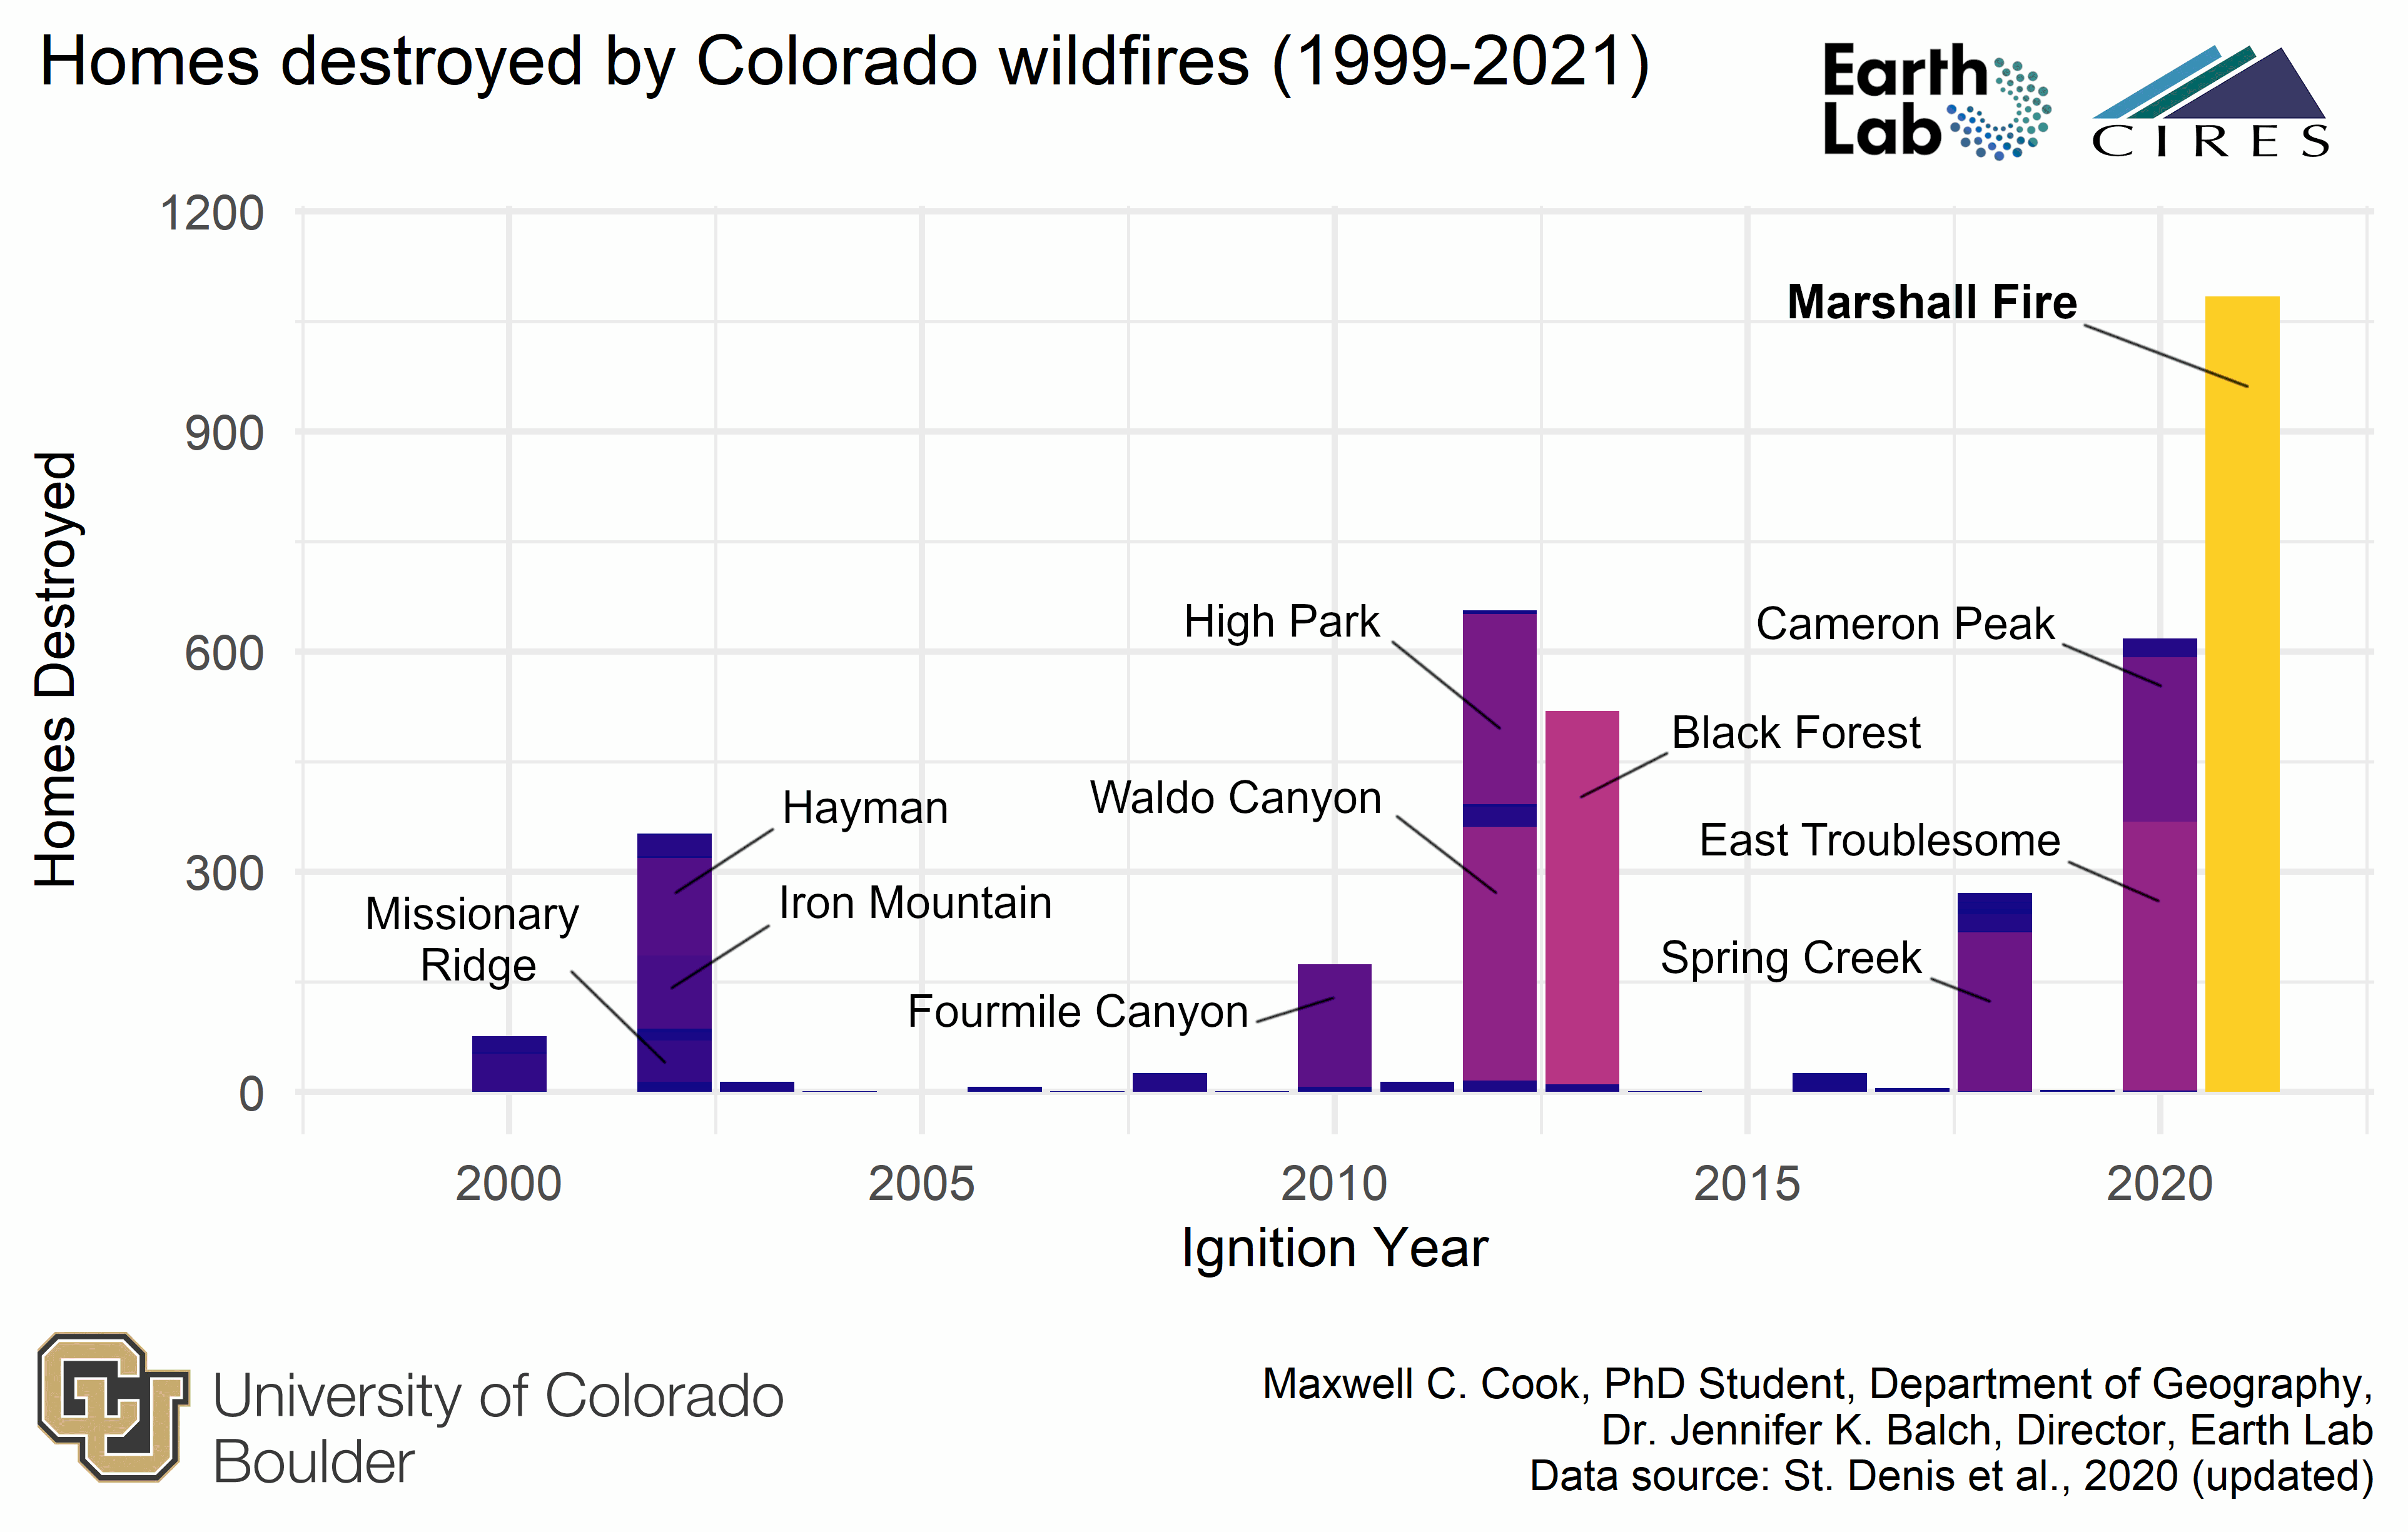 Homes destroyed by Colorado wildfires (1999-2021)
Earth
Lab
CIRES
1200
900
600
300
0
Homes Destroyed
Marshall Fire
High Park
Cameron Peak
Black Forest
Waldo Canyon
Hayman
East Troublesome
Iron Mountain
Missionary
Ridge
Spring Creek
Fourmile Canyon
2000
2005
2010
2015
2020
Ignition Year
CU
University of Colorado
Boulder
Maxwell C. Cook, PhD Student, Department of Geography,
Dr. Jennifer K. Balch, Director, Earth Lab
Data source: St. Denis et al., 2020 (updated)